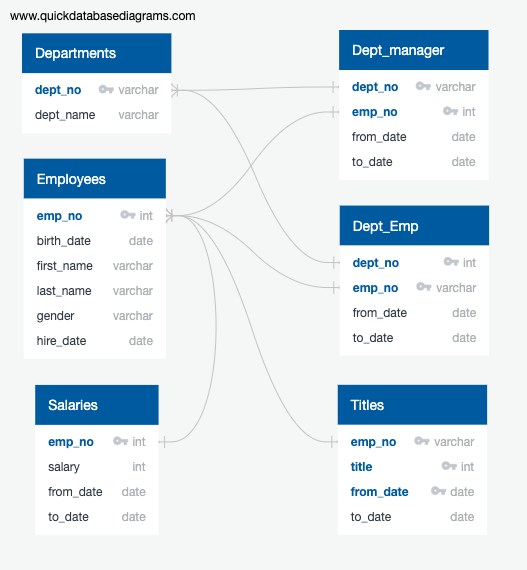 www.quickdatabasediagrams.com
Departments
dept_no varchar
dept_name varchar
Dept_manager
dept_no varchar
emp_no int
from_date date
to_date date
Employees
emp_no int
birth_date date
first_name varchar
last_name varchar
gender varchar
hire_date date
Dept_Emp
dept_no int
emp_no varchar
from_date date
to_date date
Salaries
emp_no int
salary int
from_date date
to_date date
Titles
emp_no varchar
title int
from_date date
to_date date